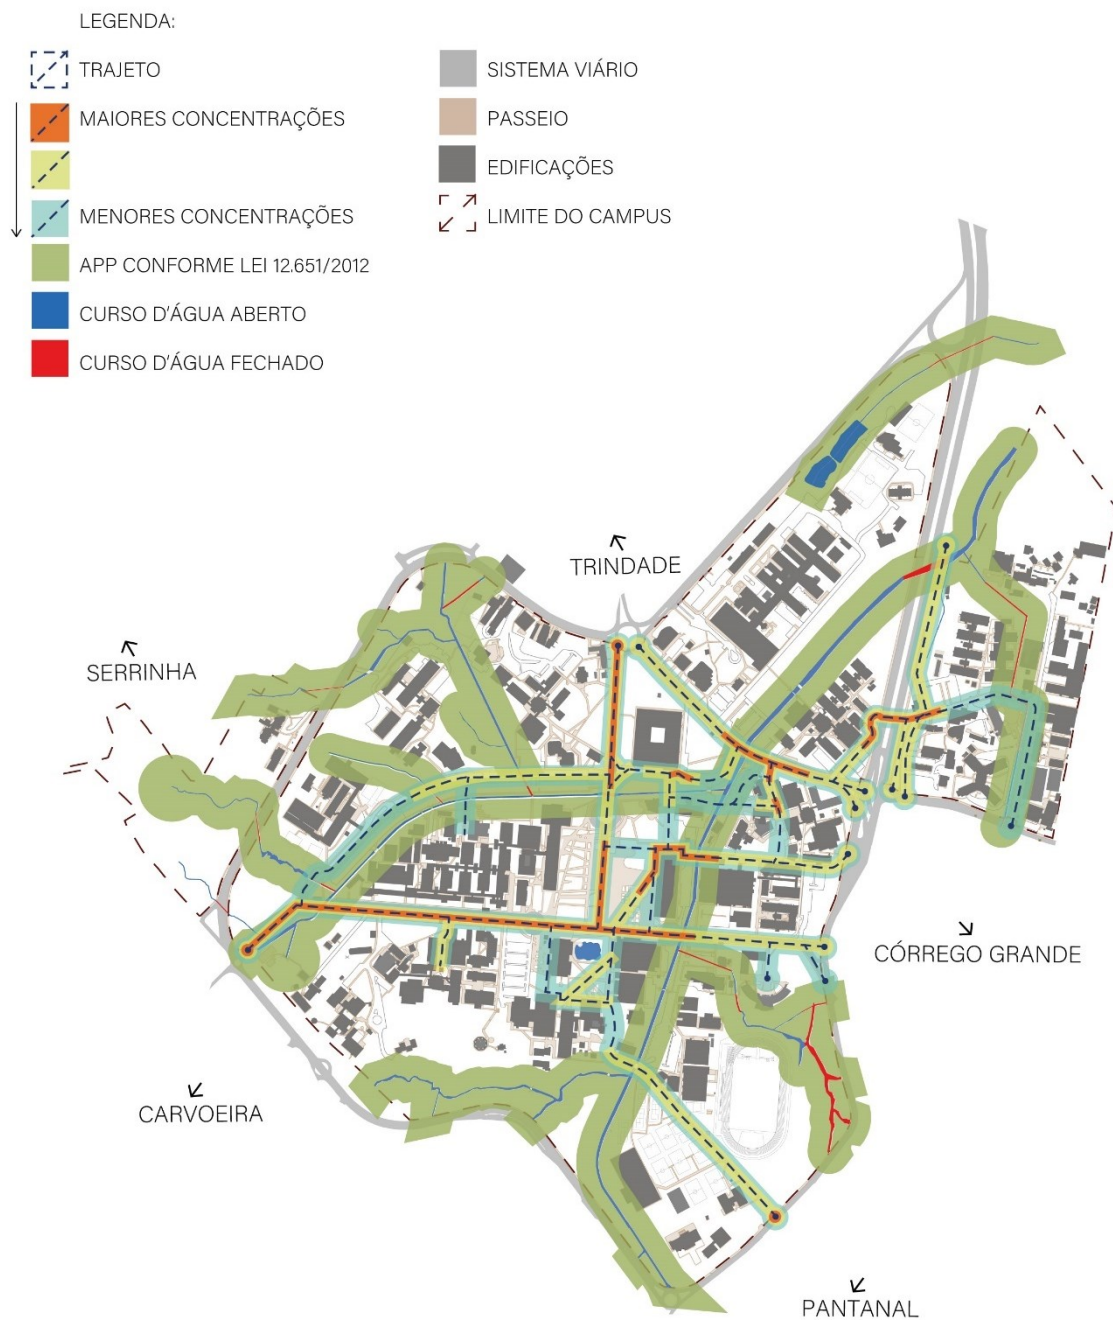 LEGENDA:
TRAJETO
MAIORES CONCENTRAÇÕES
MENORES CONCENTRAÇÕES
APP CONFORME LEI 12.651/2012
CURSO D'ÁGUA ABERTO
CURSO D'ÁGUA FECHADO
SISTEMA VIÁRIO
PASSEIO
EDIFICAÇÕES
LIMITE DO CAMPUS
TRINDADE
SERRINHA
CÓRREGO GRANDE
CARVOEIRA
PANTANAL